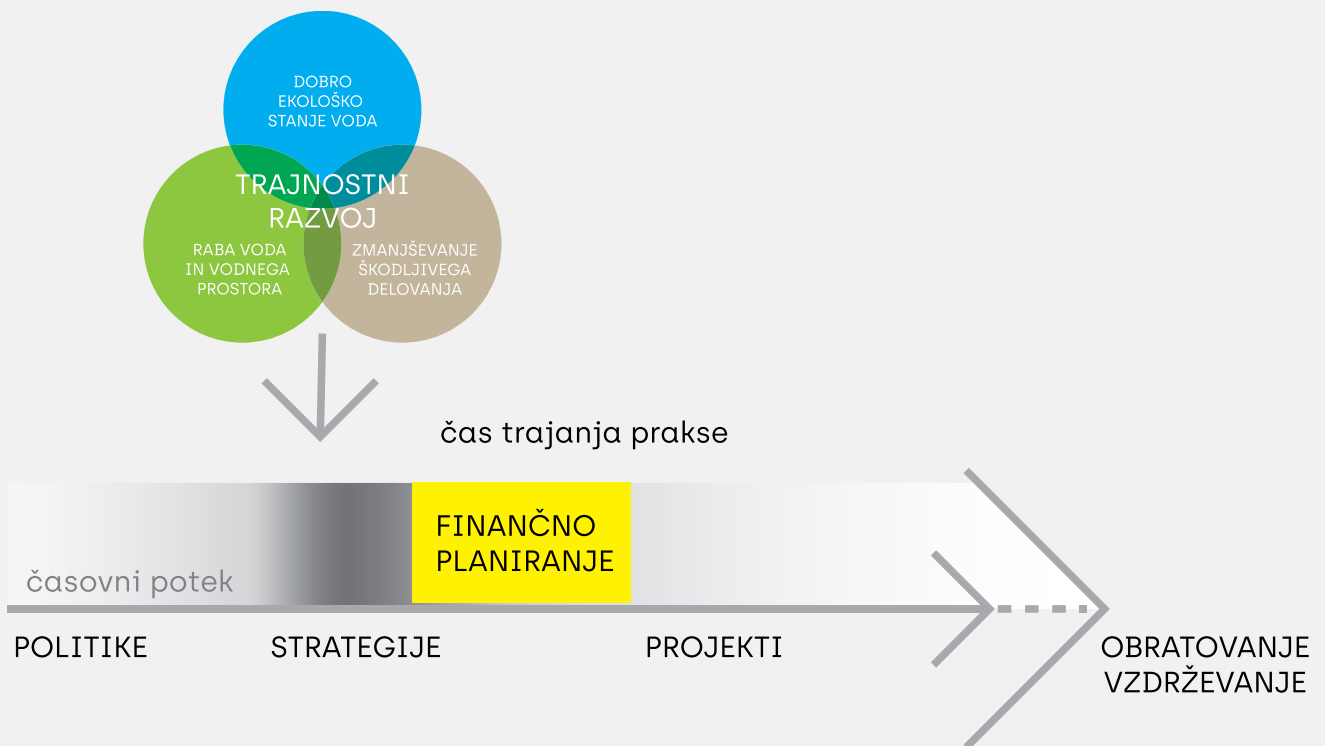 DOBRO
EKOLOŠKO
STANJE VODA
TRAJNOSTNI
RAZVOJ
RABA VODA
IN VODNEGA
PROSTORA
ZMANJŠEVANJE
ŠKODLJIVEGA
DELOVANJA
čas trajanja prakse
FINANČNO
PLANIRANJE
časovni potek
POLITIKE
STRATEGIJE
PROJEKTI
OBRATOVANJE
VZDRŽEVANJE